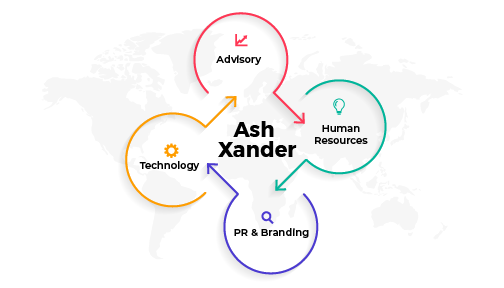 Advisory
Human
Resources
Ash
Xander
Technology
PR & Branding